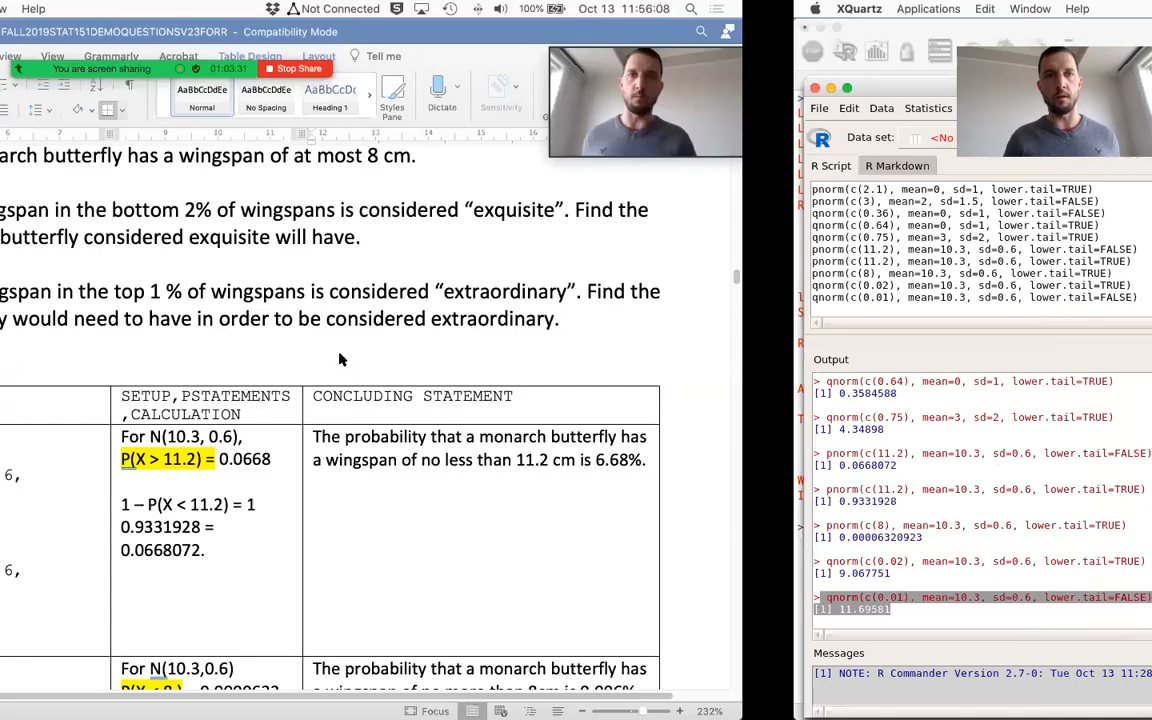 Help
Not Connected
100%
Oct 13 11:56:08
FALL2019STAT151DEMOQUESTIONSV23FORR - Compatibility Mode
View Grammarly Acrobat Table Design Layout Tell me
You are screen sharing 01:03:31 Stop Share
AaBbCcDdEe AaBbCcDdEe AaBbCcDc
Normal No Spacing Heading 1
Styles Pane Dictate Sensitivity
6 7 8 9 10 11 12 13 14 15 16
arch butterfly has a wingspan of at most 8 cm.
gspan in the bottom 2% of wingspans is considered “exquisite”. Find the
butterfly considered exquisite will have.
gspan in the top 1 % of wingspans is considered “extraordinary”. Find the
y would need to have in order to be considered extraordinary.
SETUP,PSTATEMENTS
,CALCULATION
CONCLUDING STATEMENT
For N(10.3, 0.6),
P(X > 11.2) = 0.0668
6,
1 – P(X < 11.2) = 1
0.9331928 =
0.0668072.
6,
The probability that a monarch butterfly has
a wingspan of no less than 11.2 cm is 6.68%.
For N(10.3,0.6)
The probability that a monarch butterfly has
Focus 232%
XQuartz Applications Edit Window Help
File Edit Data Statistics
Data set: <No
R Script R Markdown
pnorm(c(2.1), mean=0, sd=1, lower.tail=TRUE)
pnorm(c(3), mean=2, sd=1.5, lower.tail=FALSE)
qnorm(c(0.36), mean=0, sd=1, lower.tail=FALSE)
qnorm(c(0.64), mean=0, sd=1, lower.tail=TRUE)
qnorm(c(0.75), mean=3, sd=2, lower.tail=TRUE)
pnorm(c(11.2), mean=10.3, sd=0.6, lower.tail=FALSE)
pnorm(c(11.2), mean=10.3, sd=0.6, lower.tail=TRUE)
pnorm(c(8), mean=10.3, sd=0.6, lower.tail=TRUE)
qnorm(c(0.02), mean=10.3, sd=0.6, lower.tail=TRUE)
qnorm(c(0.01), mean=10.3, sd=0.6, lower.tail=FALSE)
Output
> qnorm(c(0.64), mean=0, sd=1, lower.tail=TRUE)
[1] 0.3584588
> qnorm(c(0.75), mean=3, sd=2, lower.tail=TRUE)
[1] 4.34898
> pnorm(c(11.2), mean=10.3, sd=0.6, lower.tail=FALSE)
[1] 0.0668072
> pnorm(c(11.2), mean=10.3, sd=0.6, lower.tail=TRUE)
[1] 0.9331928
> pnorm(c(8), mean=10.3, sd=0.6, lower.tail=TRUE)
[1] 0.00006320923
> qnorm(c(0.02), mean=10.3, sd=0.6, lower.tail=TRUE)
[1] 9.067751
> qnorm(c(0.01), mean=10.3, sd=0.6, lower.tail=FALSE)
[1] 11.69581
Messages
[1] NOTE: R Commander Version 2.7-0: Tue Oct 13 11:28